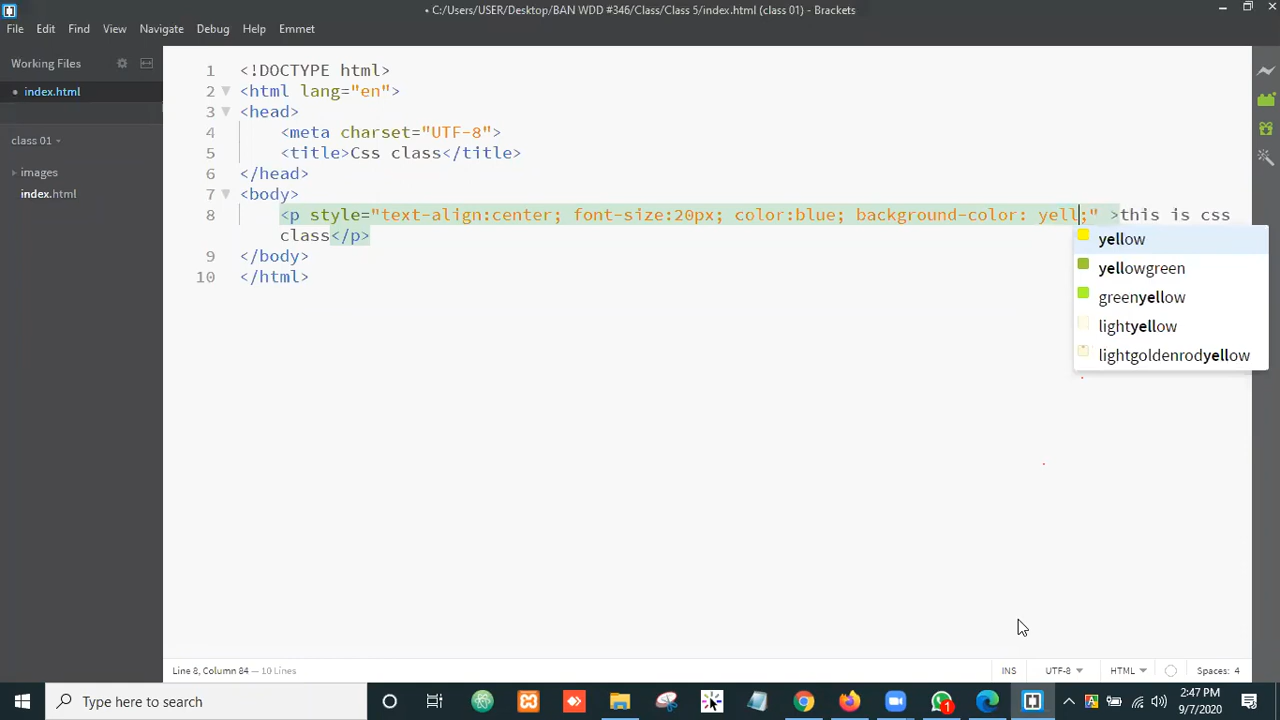 • C:/Users/USER/Desktop/BAN WDD #346/Class/Class 5/index.html (class 01) - Brackets
File Edit Find View Navigate Debug Help Emmet
Working Files
• index.html
class 01
images
index.html
1 <!DOCTYPE html>
2 <html lang="en">
3 <head>
4 <meta charset="UTF-8">
5 <title>Css class</title>
6 </head>
7 <body>
8 <p style="text-align:center; font-size:20px; color:blue; background-color: yell;" >this is css
class</p>
9 </body>
10 </html>
yellow
yellowgreen
greenyellow
lightyellow
lightgoldenrodyellow
Line 8, Column 84 — 10 Lines
INS UTF-8 HTML Spaces: 4
Type here to search
1
A
2:47 PM
9/7/2020